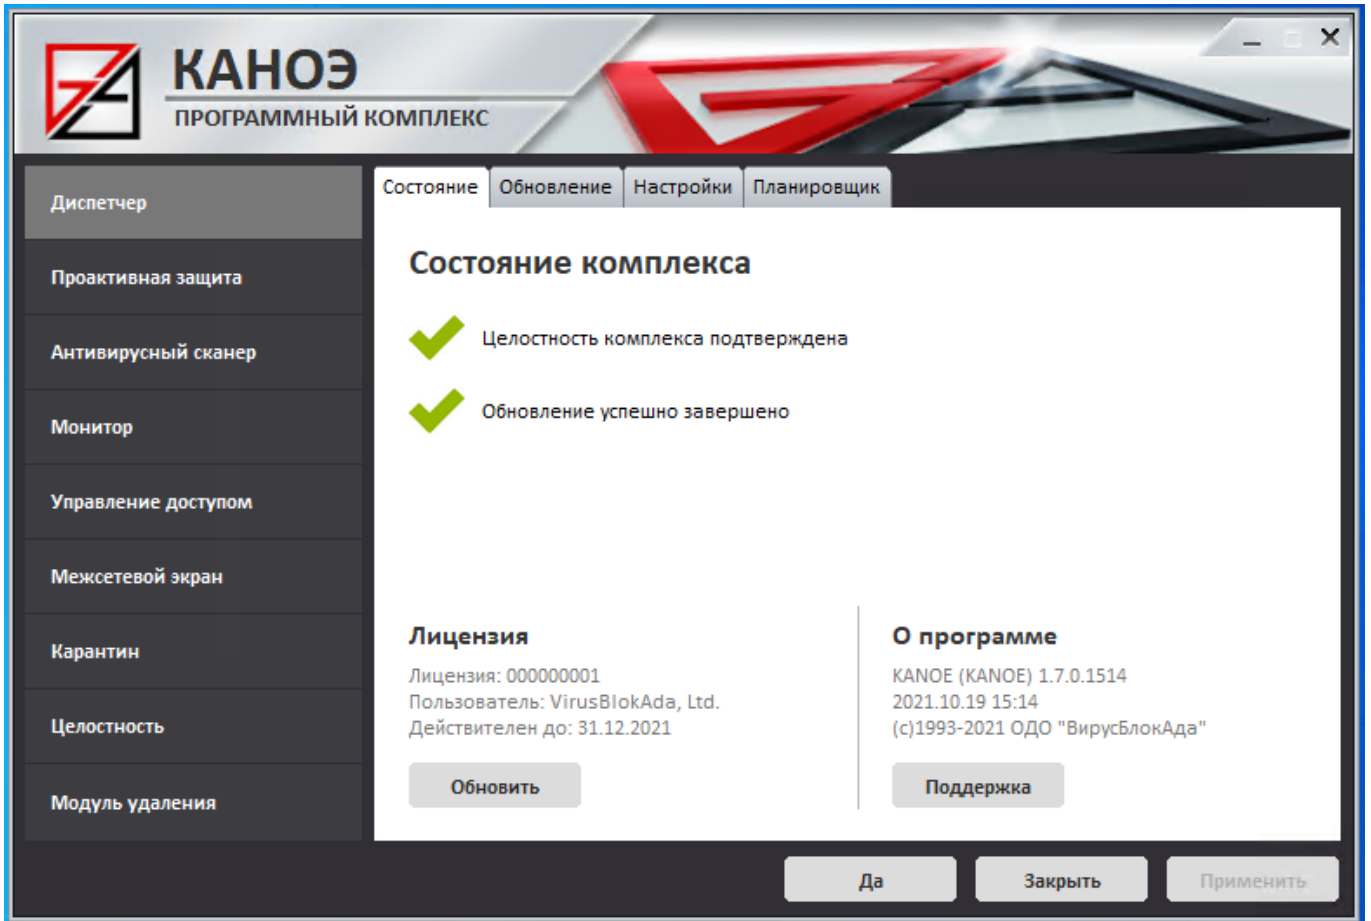 КАНОЭ
ПРОГРАММНЫЙ КОМПЛЕКС
Диспетчер
Проактивная защита
Антивирусный сканер
Монитор
Управление доступом
Межсетевой экран
Карантин
Целостность
Модуль удаления
Состояние Обновление Настройки Планировщик
Состояние комплекса
Целостность комплекса подтверждена
Обновление успешно завершено
Лицензия
Лицензия: 000000001
Пользователь: VirusBlokAda, Ltd.
Действителен до: 31.12.2021
Обновить
О программе
KANOE (KANOE) 1.7.0.1514
2021.10.19 15:14
(c)1993-2021 ОДО "ВирусБлокАда"
Поддержка
Да Закрыть Применить